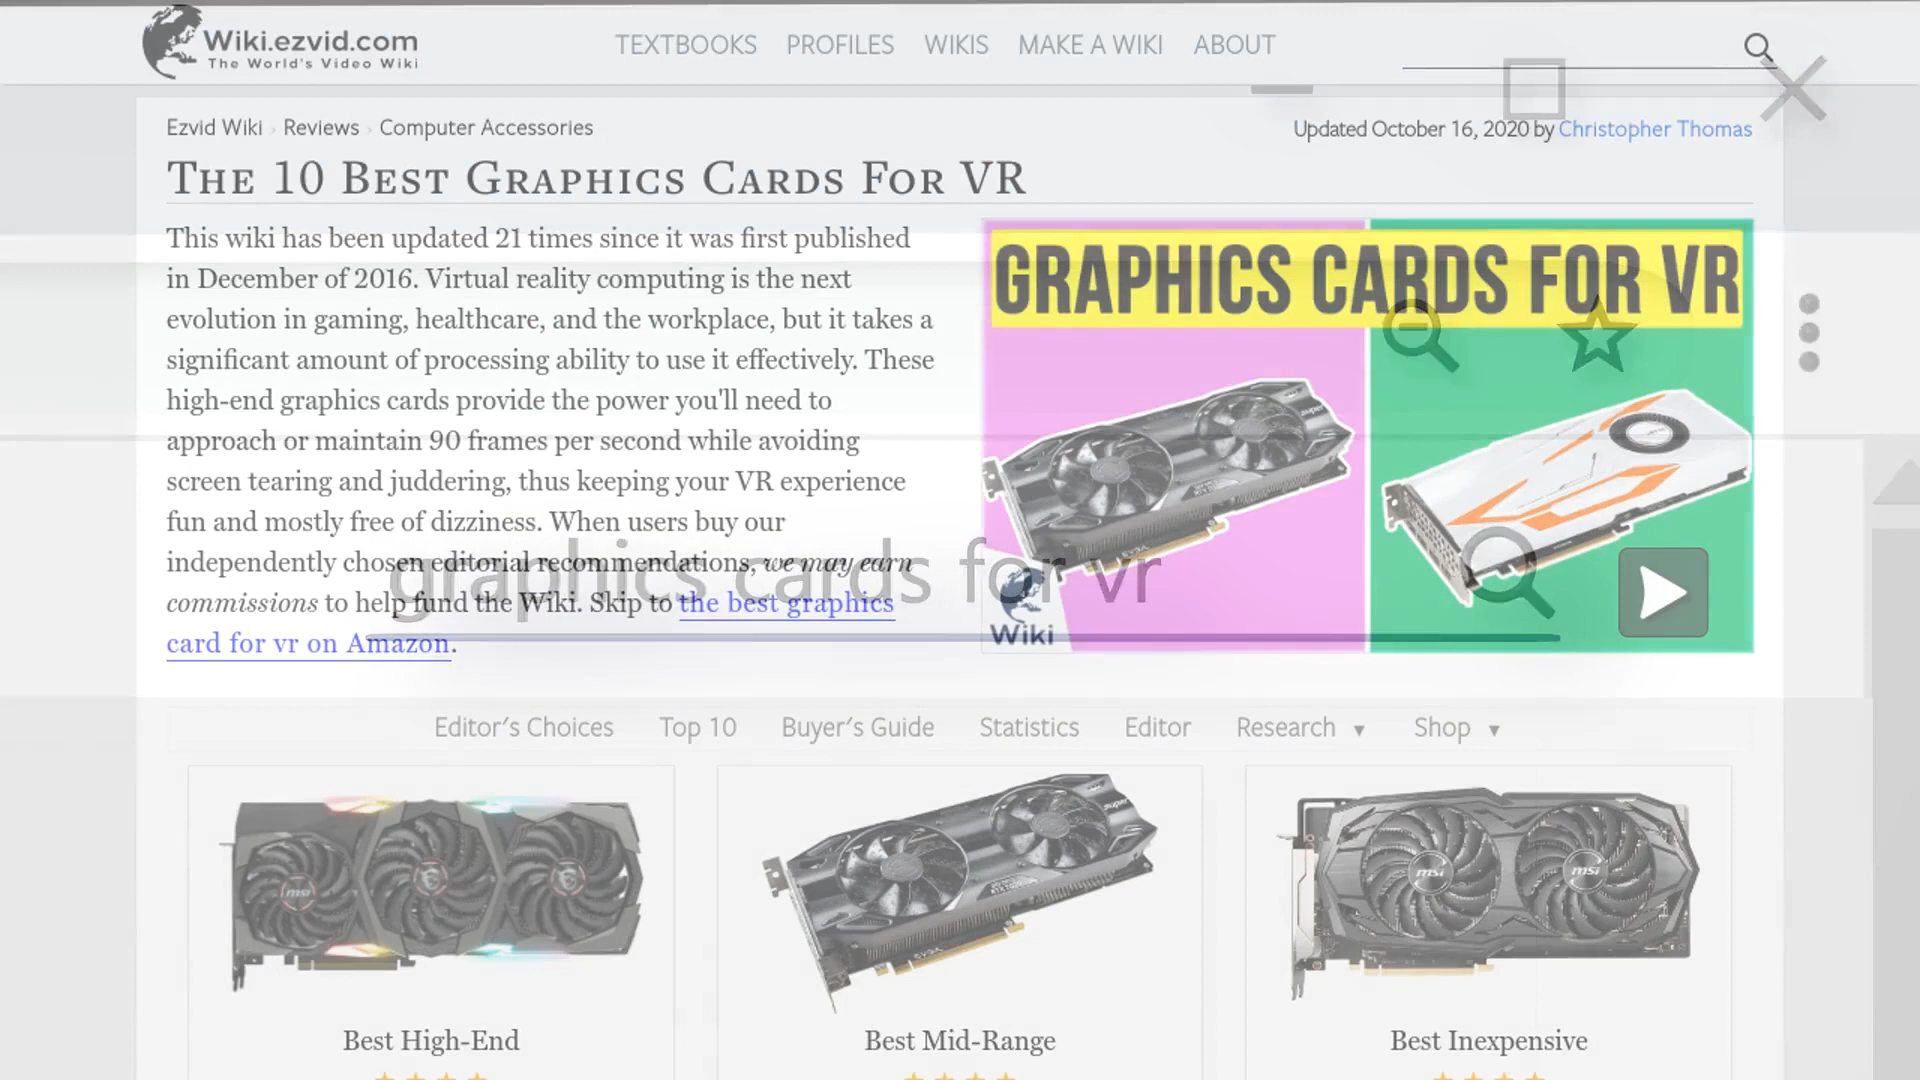 Wiki.ezvid.com
The World's Video Wiki
TEXTBOOKS PROFILES WIKIS MAKE A WIKI ABOUT
Ezvid Wiki › Reviews › Computer Accessories
Updated October 16, 2020 by Christopher Thomas
The 10 Best Graphics Cards For VR
This wiki has been updated 21 times since it was first published
in December of 2016. Virtual reality computing is the next
evolution in gaming, healthcare, and the workplace, but it takes a
significant amount of processing ability to use it effectively. These
high-end graphics cards provide the power you'll need to
approach or maintain 90 frames per second while avoiding
screen tearing and juddering, thus keeping your VR experience
fun and mostly free of dizziness. When users buy our
independently chosen editorial recommendations, we may earn
commissions to help fund the Wiki. Skip to the best graphics
card for vr on Amazon.
GRAPHICS CARDS FOR VR
Wiki
graphics cards for vr
Editor's Choices Top 10 Buyer's Guide Statistics Editor Research ▼ Shop ▼
msi
super
EVGA
msi
msi
Best High-End
Best Mid-Range
Best Inexpensive